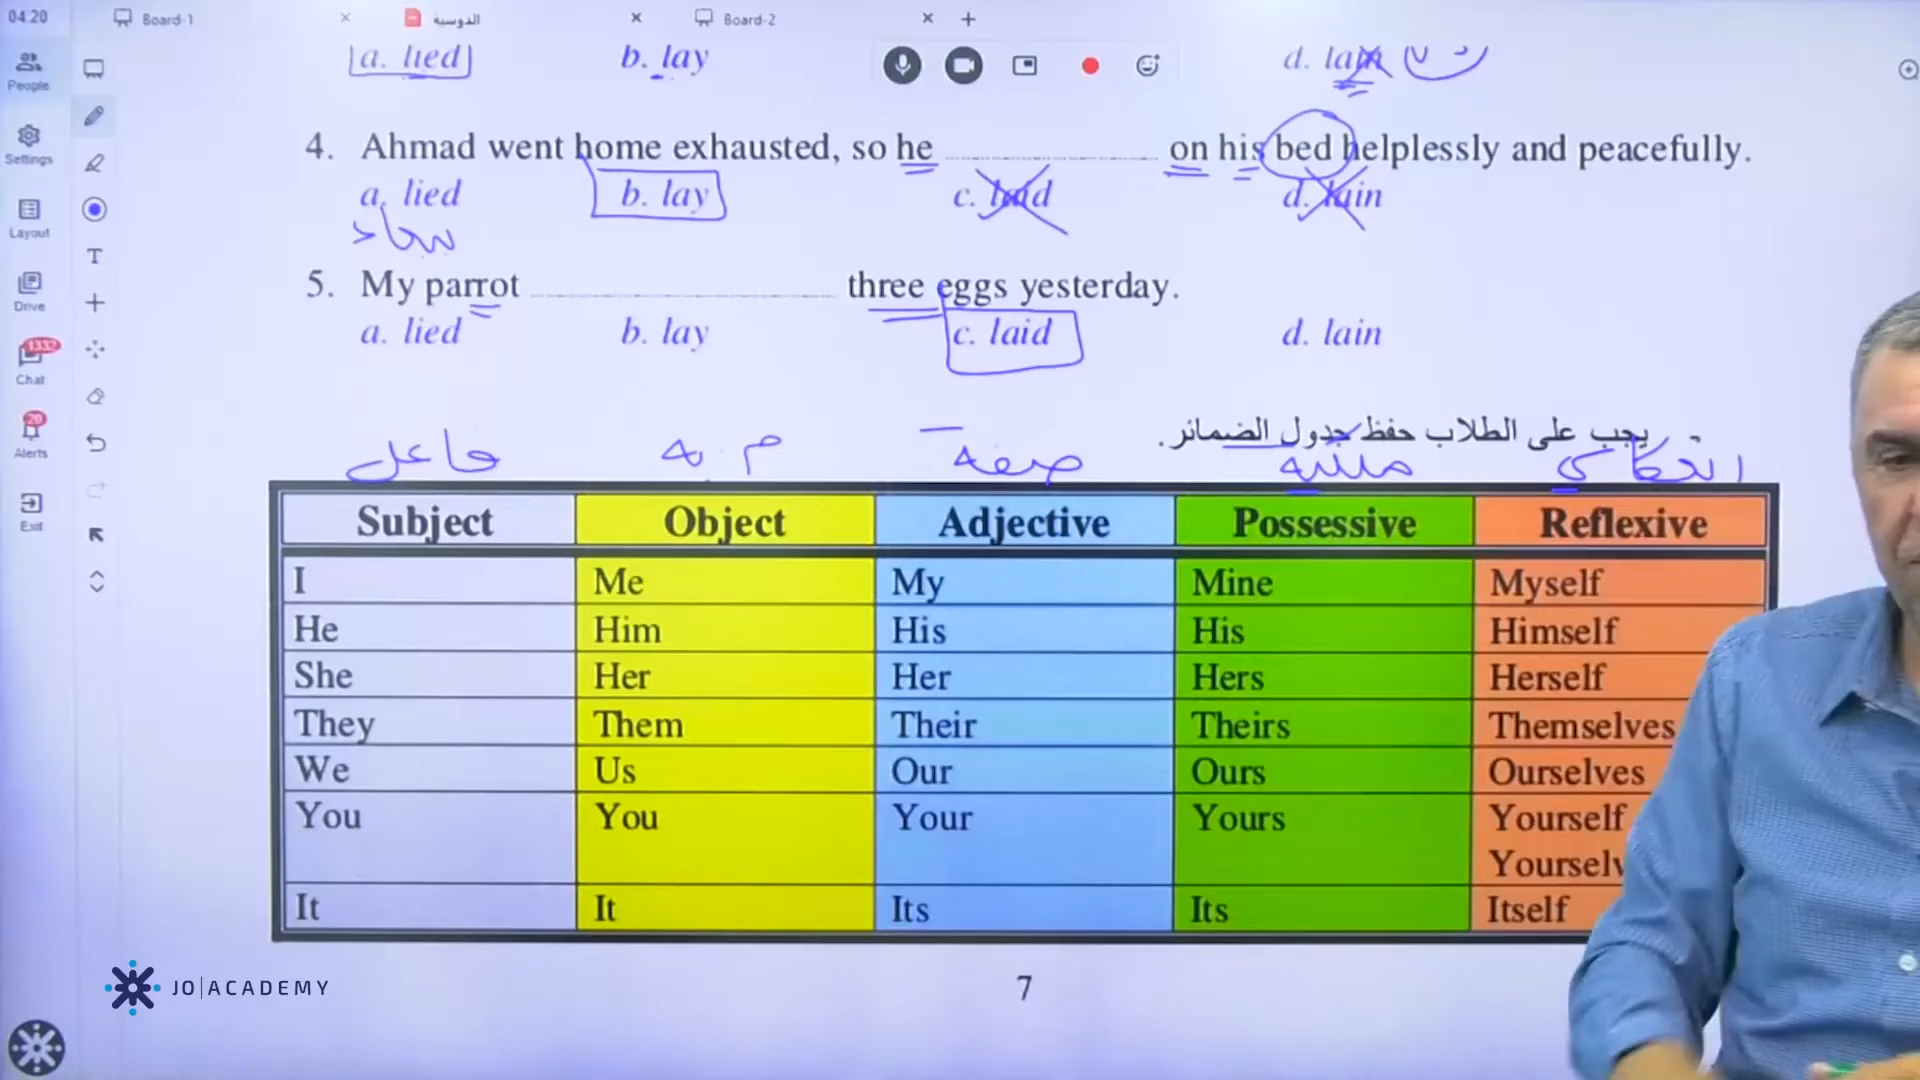 04.20
Board-1 × الدوسية × Board-2 × +
People
Settings
Layout
Drive
1332
Chat
20
Alerts
Exit
T
a. lied b. lay d. lain
4. Ahmad went home exhausted, so he ........ on his bed helplessly and peacefully.
a. lied b. lay c. laid d. lain
5. My parrot ........ three eggs yesterday.
a. lied b. lay c. laid d. lain
- يجب على الطلاب حفظ جدول الضمائر.
فاعل م به صفة ملكية انعكاسي
Subject Object Adjective Possessive Reflexive
I Me My Mine Myself
He Him His His Himself
She Her Her Hers Herself
They Them Their Theirs Themselves
We Us Our Ours Ourselves
You You Your Yours Yourself
Yourselv
It It Its Its Itself
JO|ACADEMY
7